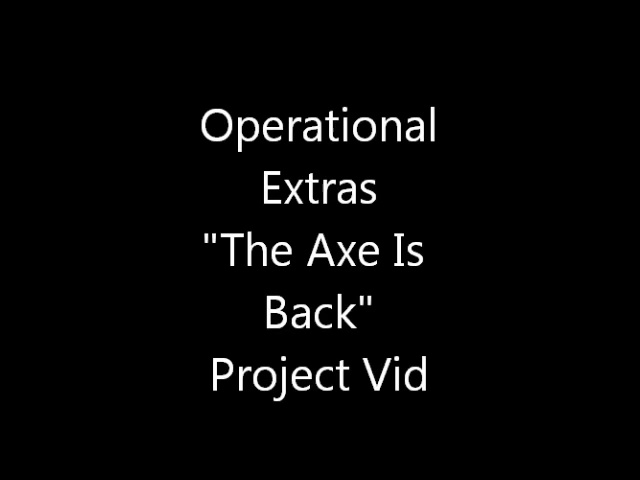 Operational
Extras
"The Axe Is
Back"
Project Vid